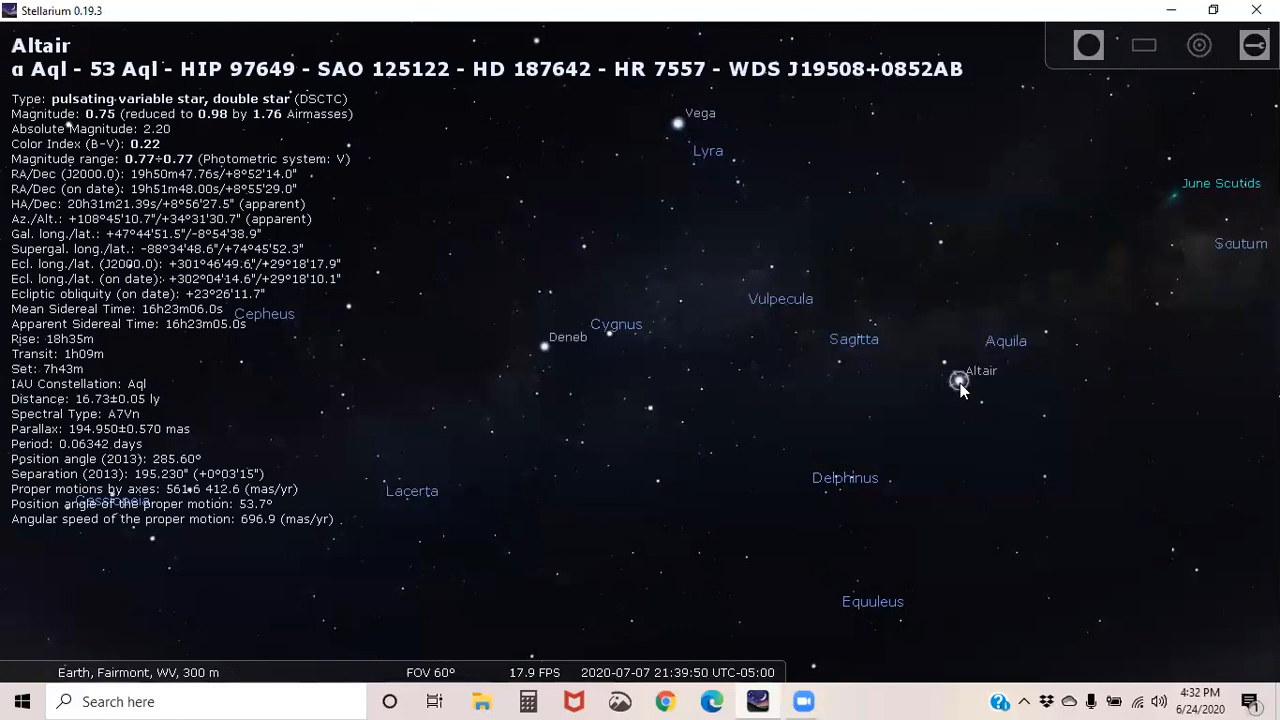 Stellarium 0.19.3
Altair
α Aql - 53 Aql - HIP 97649 - SAO 125122 - HD 187642 - HR 7557 - WDS J19508+0852AB
Type: pulsating variable star, double star (DSCTC)
Magnitude: 0.75 (reduced to 0.98 by 1.76 Airmasses)
Absolute Magnitude: 2.20
Color Index (B-V): 0.22
Magnitude range: 0.77÷0.77 (Photometric system: V)
RA/Dec (J2000.0): 19h50m47.76s/+8°52'14.0"
RA/Dec (on date): 19h51m48.00s/+8°55'29.0"
HA/Dec: 20h31m21.39s/+8°56'27.5" (apparent)
Az./Alt.: +108°45'10.7"/+34°31'30.7" (apparent)
Gal. long./lat.: +47°44'51.5"/-8°54'38.9"
Supergal. long./lat.: -88°34'48.6"/+74°45'52.3"
Ecl. long./lat. (J2000.0): +301°46'49.6"/+29°18'17.9"
Ecl. long./lat. (on date): +302°04'14.6"/+29°18'10.1"
Ecliptic obliquity (on date): +23°26'11.7"
Mean Sidereal Time: 16h23m06.0s
Apparent Sidereal Time: 16h23m05.0s
Rise: 18h35m
Transit: 1h09m
Set: 7h43m
IAU Constellation: Aql
Distance: 16.73±0.05 ly
Spectral Type: A7Vn
Parallax: 194.950±0.570 mas
Period: 0.06342 days
Position angle (2013): 285.60°
Separation (2013): 195.230" (+0°03'15")
Proper motions by axes: 561.6 412.6 (mas/yr)
Position angle of the proper motion: 53.7°
Angular speed of the proper motion: 696.9 (mas/yr)
Vega
Lyra
June Scutids
Scutum
Vulpecula
Cepheus
Cygnus
Deneb
Sagitta
Aquila
Altair
Delphinus
Lacerta
Cassiopeia
Equuleus
Earth, Fairmont, WV, 300 m
FOV 60°
17.9 FPS
2020-07-07 21:39:50 UTC-05:00
Search here
4:32 PM
6/24/2020
1